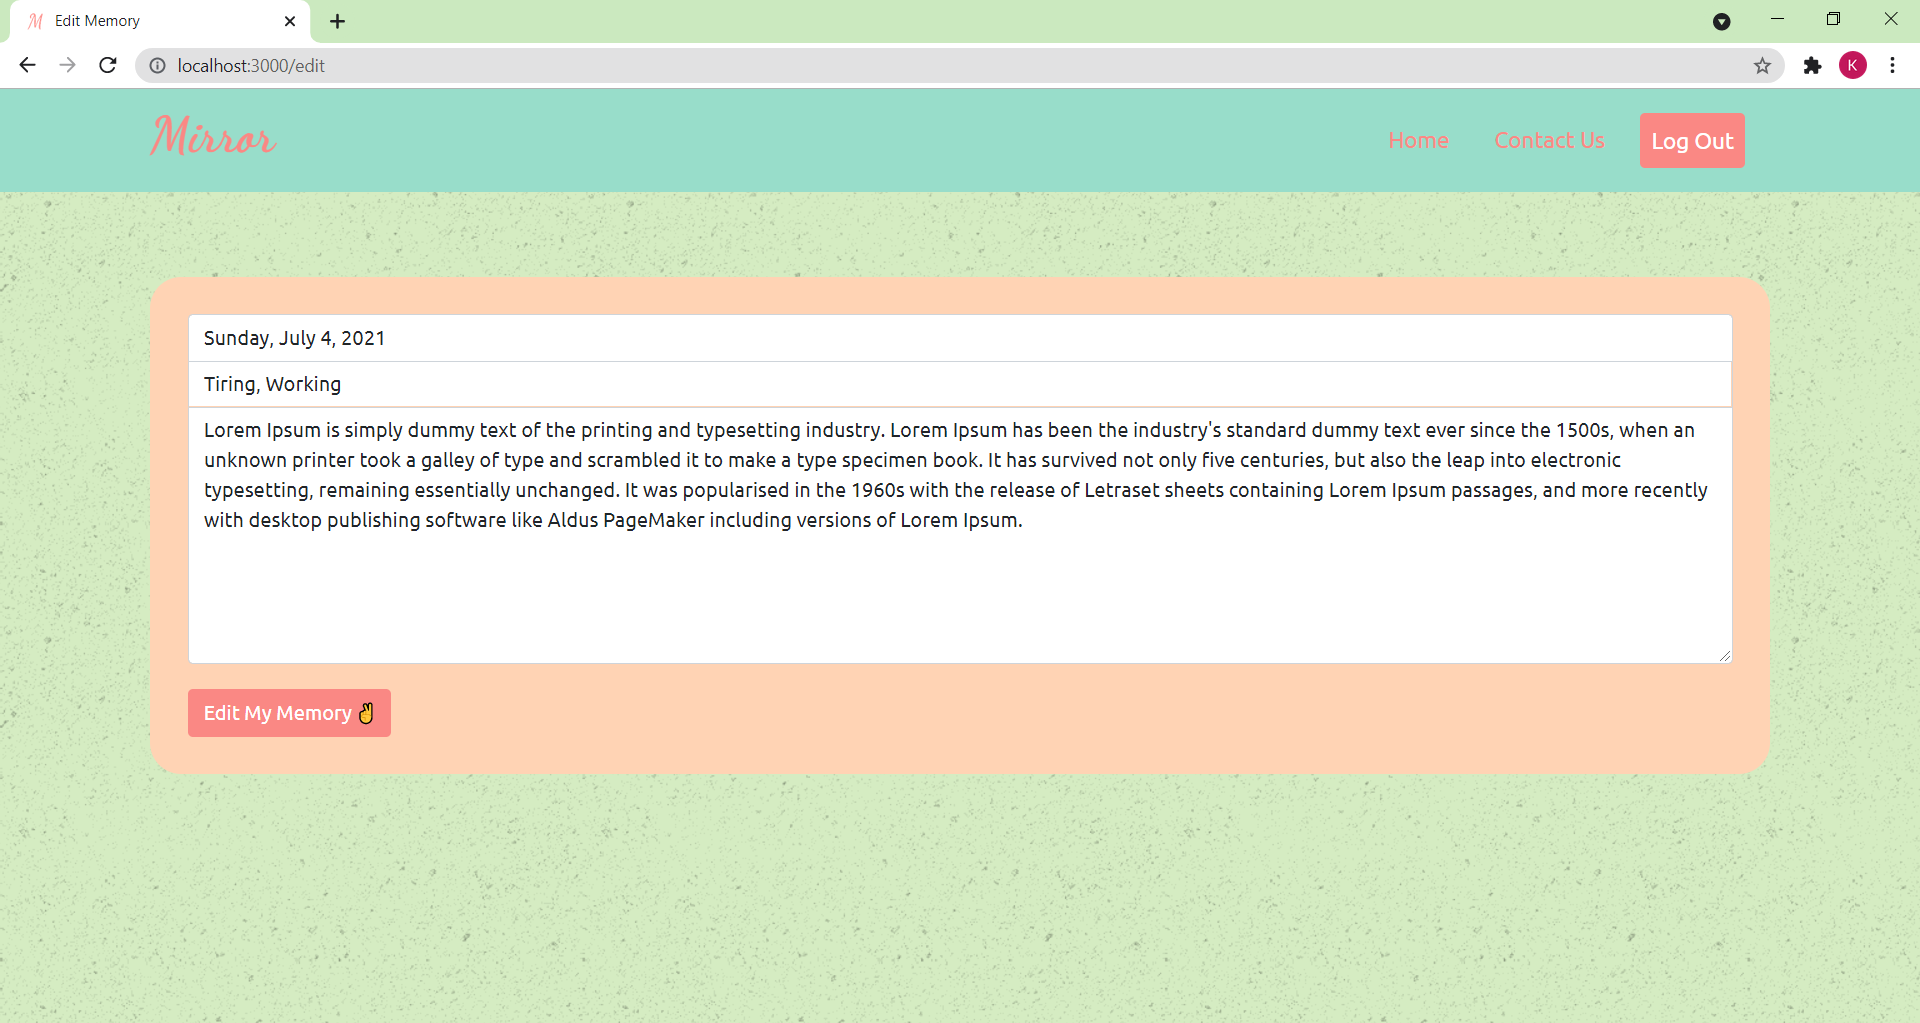 M Edit Memory
localhost:3000/edit
K
Mirror
Home Contact Us Log Out
Sunday, July 4, 2021
Tiring, Working
Lorem Ipsum is simply dummy text of the printing and typesetting industry. Lorem Ipsum has been the industry's standard dummy text ever since the 1500s, when an
unknown printer took a galley of type and scrambled it to make a type specimen book. It has survived not only five centuries, but also the leap into electronic
typesetting, remaining essentially unchanged. It was popularised in the 1960s with the release of Letraset sheets containing Lorem Ipsum passages, and more recently
with desktop publishing software like Aldus PageMaker including versions of Lorem Ipsum.
Edit My Memory ✌